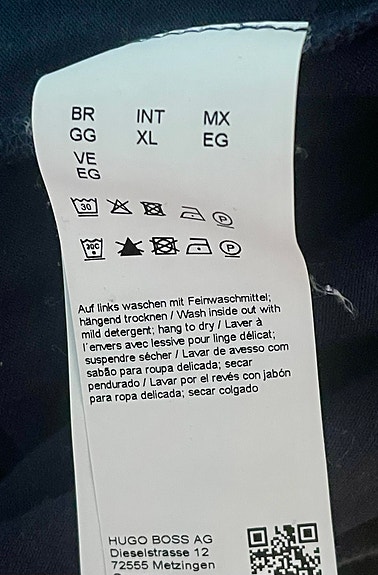 BR INT MX
GG XL EG
VE
EG
30
P
30C
P
Auf links waschen mit Feinwaschmittel;
hängend trocknen / Wash inside out with
mild detergent; hang to dry / Laver à
l'envers avec lessive pour linge délicat;
suspendre sécher / Lavar de avesso com
sabão para roupa delicada; secar
pendurado / Lavar por el revés con jabón
para ropa delicada; secar colgado
HUGO BOSS AG
Dieselstrasse 12
72555 Metzingen